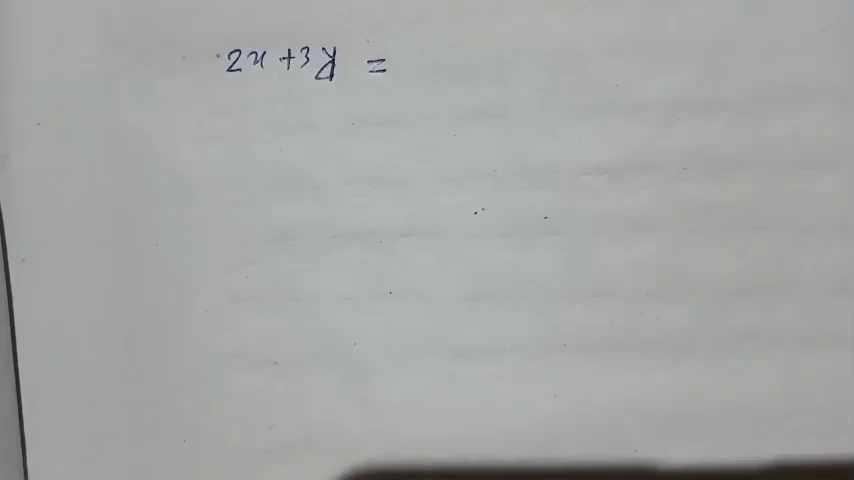 2x + 3y =